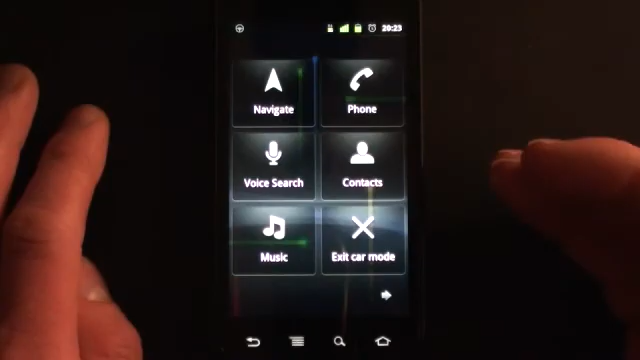 20:23
Navigate
Phone
Voice Search
Contacts
Music
Exit car mode